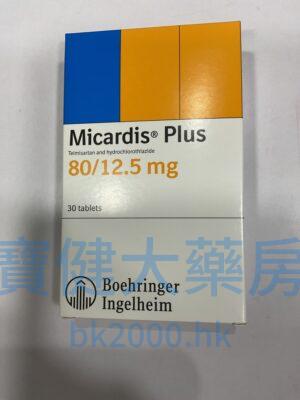 Micardis® Plus
Telmisartan and hydrochlorothiazide
80/12.5 mg
30 tablets
寶健大藥房
Boehringer
Ingelheim
bk2000.hk